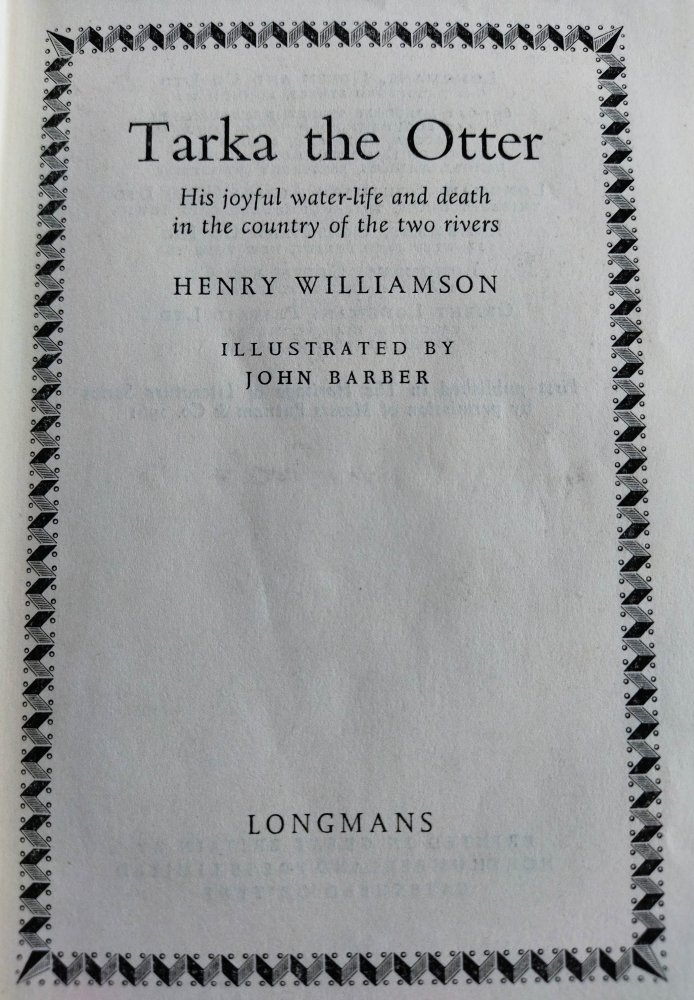 Tarka the Otter
His joyful water-life and death
in the country of the two rivers
HENRY WILLIAMSON
ILLUSTRATED BY
JOHN BARBER
LONGMANS